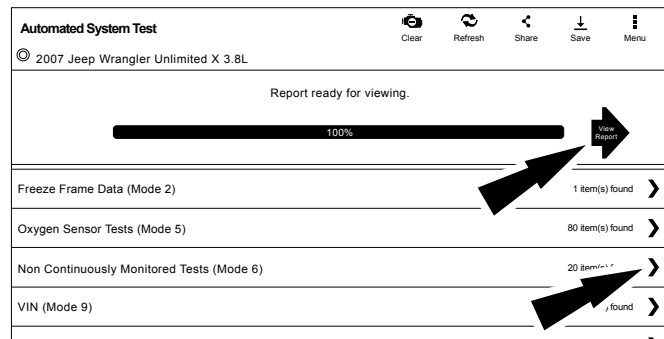 Automated System Test
Clear Refresh Share Save Menu
2007 Jeep Wrangler Unlimited X 3.8L
Report ready for viewing.
100%
View
Report
Freeze Frame Data (Mode 2) 1 item(s) found
Oxygen Sensor Tests (Mode 5) 80 item(s) found
Non Continuously Monitored Tests (Mode 6) 20 item(s)
VIN (Mode 9) found